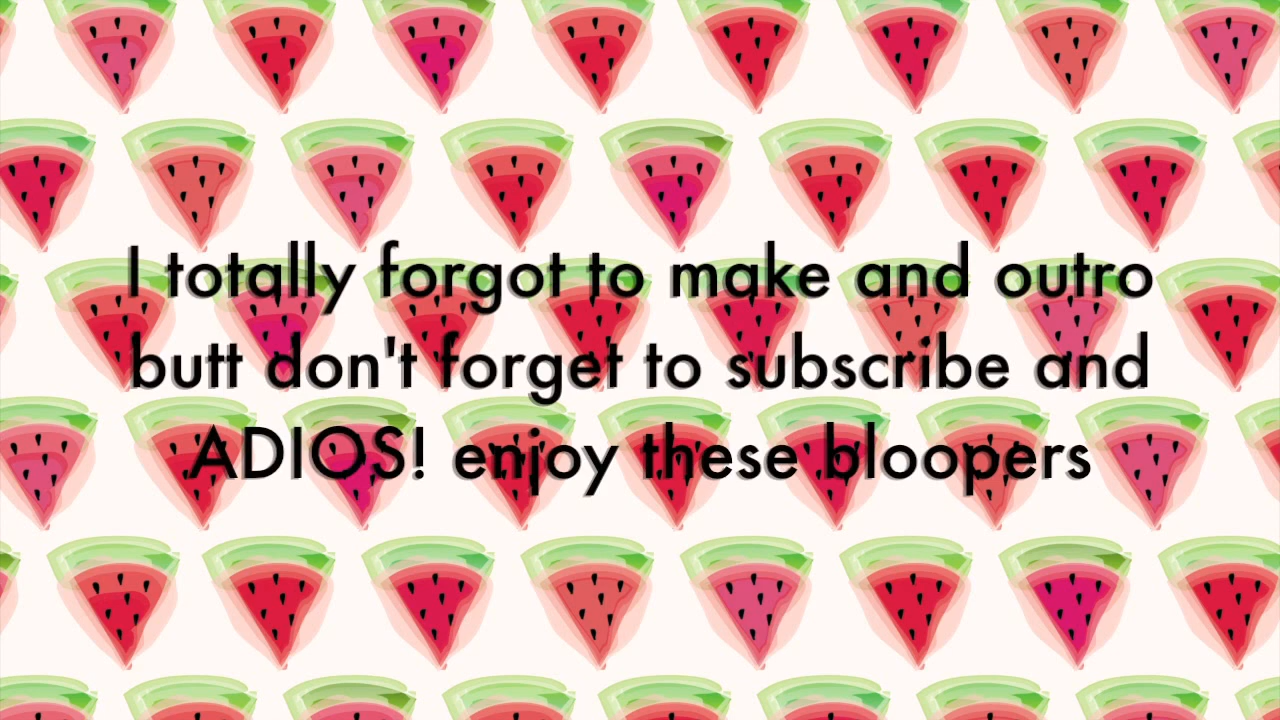 I totally forgot to make and outro
butt don't forget to subscribe and
ADIOS! enjoy these bloopers